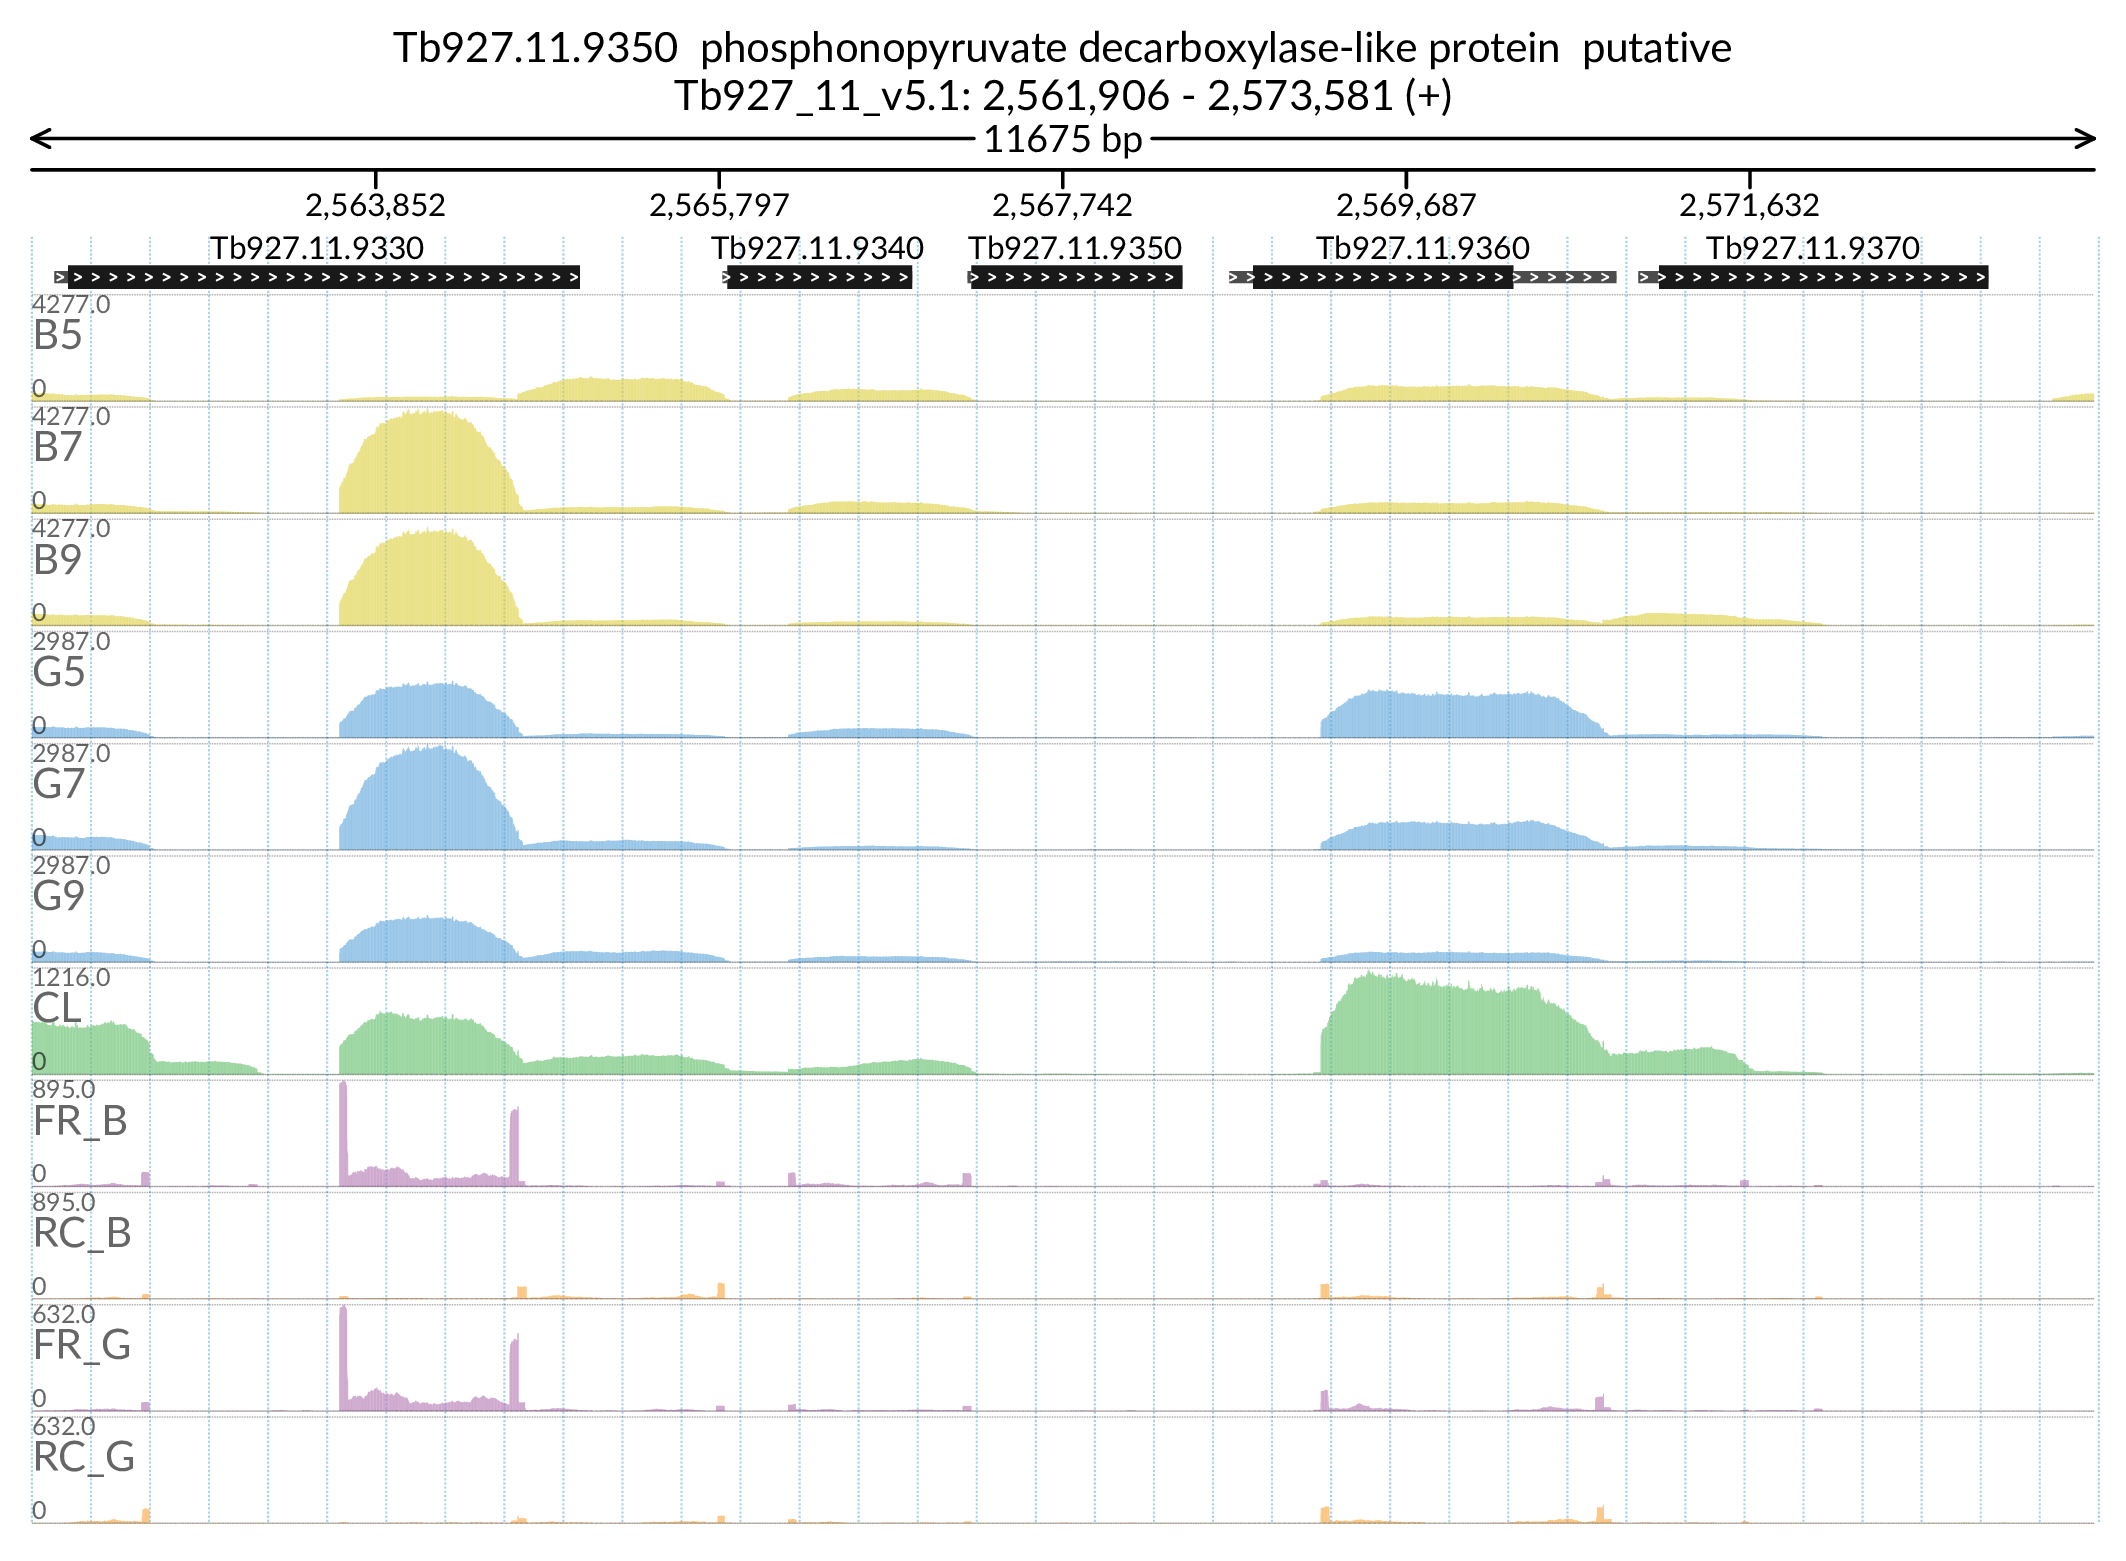 Tb927.11.9350  phosphonopyruvate decarboxylase-like protein  putative
Tb927_11_v5.1: 2,561,906 - 2,573,581 (+)
11675 bp
2,563,852 2,565,797 2,567,742 2,569,687 2,571,632
Tb927.11.9330 Tb927.11.9340 Tb927.11.9350 Tb927.11.9360 Tb927.11.9370
4277.0
B5
0
4277.0
B7
0
4277.0
B9
0
2987.0
G5
0
2987.0
G7
0
2987.0
G9
0
1216.0
CL
0
895.0
FR_B
0
895.0
RC_B
0
632.0
FR_G
0
632.0
RC_G
0